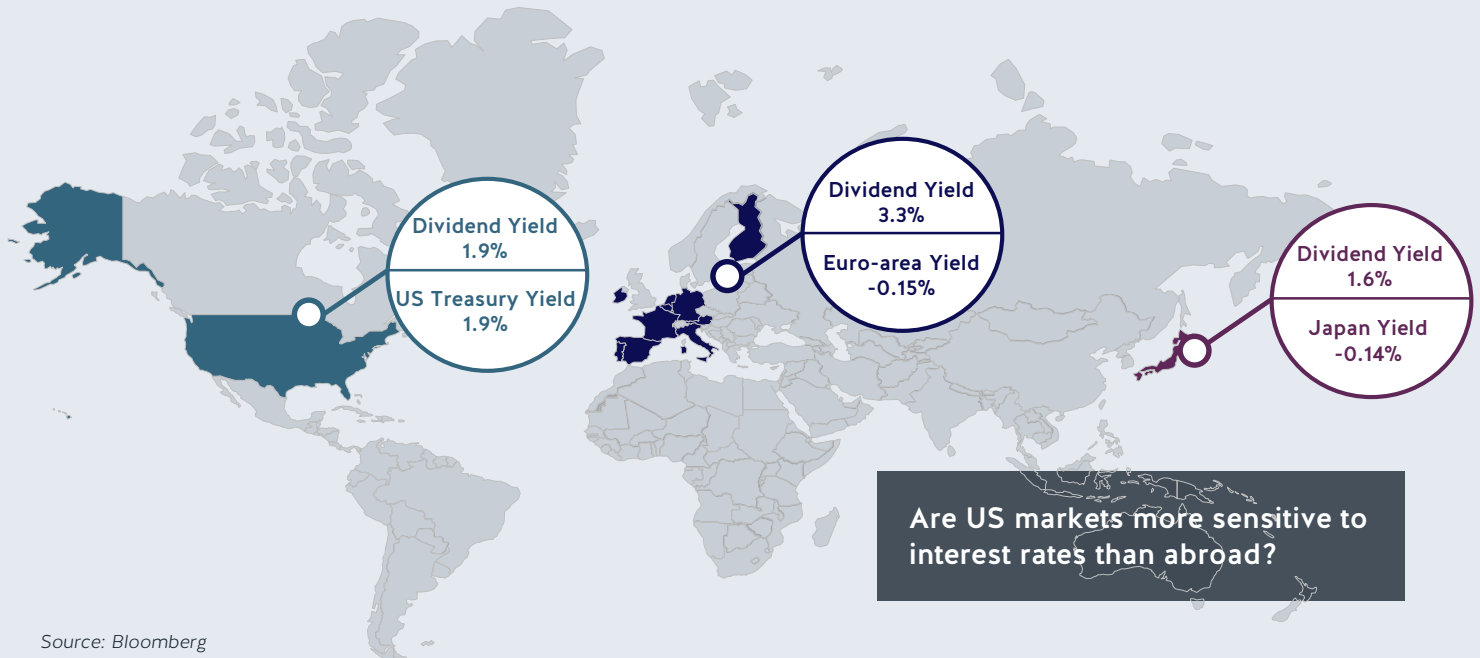 Dividend Yield
1.9%
US Treasury Yield
1.9%
Dividend Yield
3.3%
Euro-area Yield
-0.15%
Dividend Yield
1.6%
Japan Yield
-0.14%
Are US markets more sensitive to
interest rates than abroad?
Source: Bloomberg